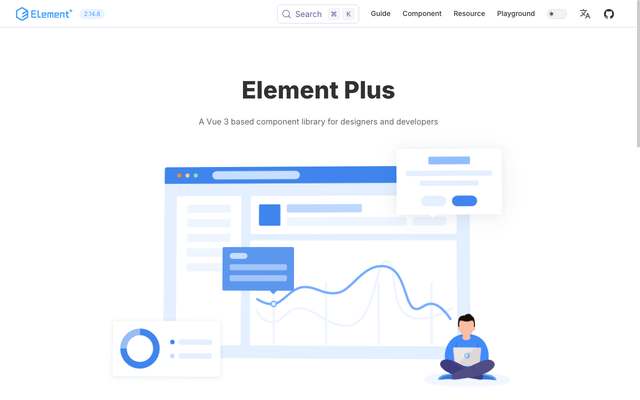 Element+
2.14.6
Search
⌘ K
Guide
Component
Resource
Playground
Element Plus
A Vue 3 based component library for designers and developers